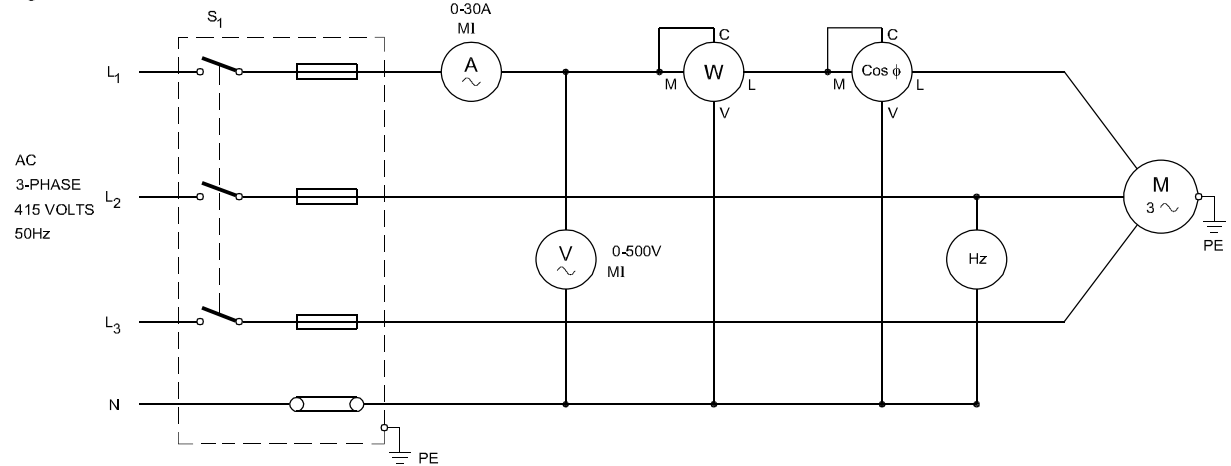 S1
0-30A
MI
L1
A
C
W
M
L
V
C
Cos ϕ
M
L
V
AC
3-PHASE
415 VOLTS
50Hz
L2
M
3
PE
V
0-500V
MI
Hz
L3
N
PE